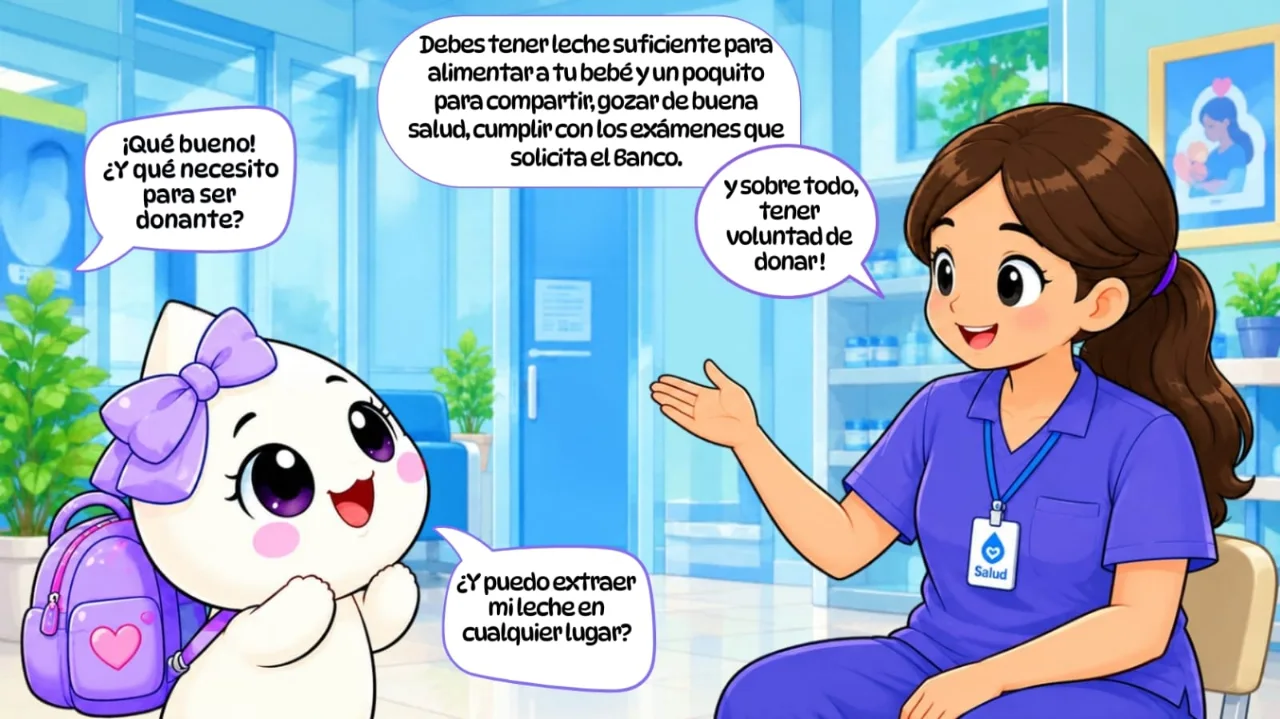 ¡Qué bueno!
¿Y qué necesito
para ser
donante?
Debes tener leche suficiente para
alimentar a tu bebé y un poquito
para compartir, gozar de buena
salud, cumplir con los exámenes que
solicita el Banco.
y sobre todo,
tener
voluntad de
donar!
¿Y puedo extraer
mi leche en
cualquier lugar?
Salud